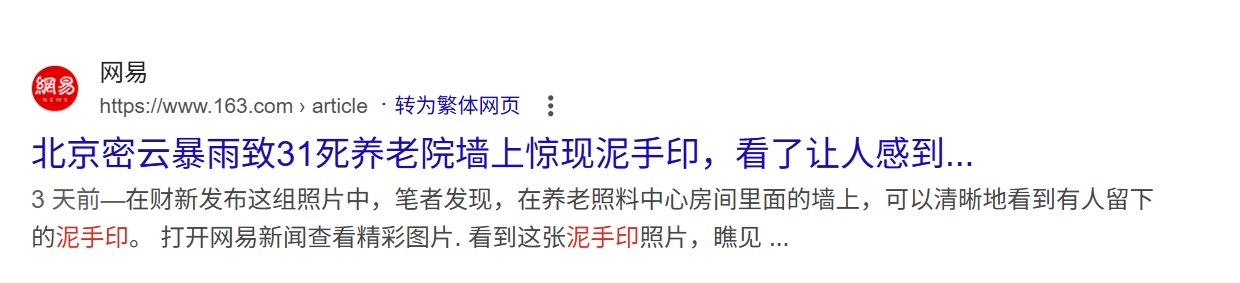 網易
NEWS
网易
https://www.163.com › article · 转为繁体网页
北京密云暴雨致31死养老院墙上惊现泥手印，看了让人感到...
3 天前—在财新发布这组照片中，笔者发现，在养老照料中心房间里面的墙上，可以清晰地看到有人留下
的泥手印。 打开网易新闻查看精彩图片. 看到这张泥手印照片，瞧见 ...